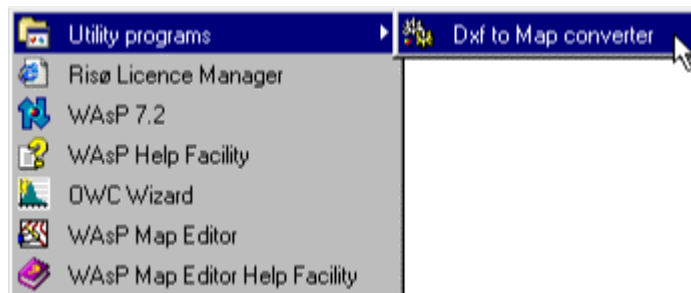 Utility programs
Dxf to Map converter
Risø Licence Manager
WAsP 7.2
WAsP Help Facility
OWC Wizard
WAsP Map Editor
WAsP Map Editor Help Facility